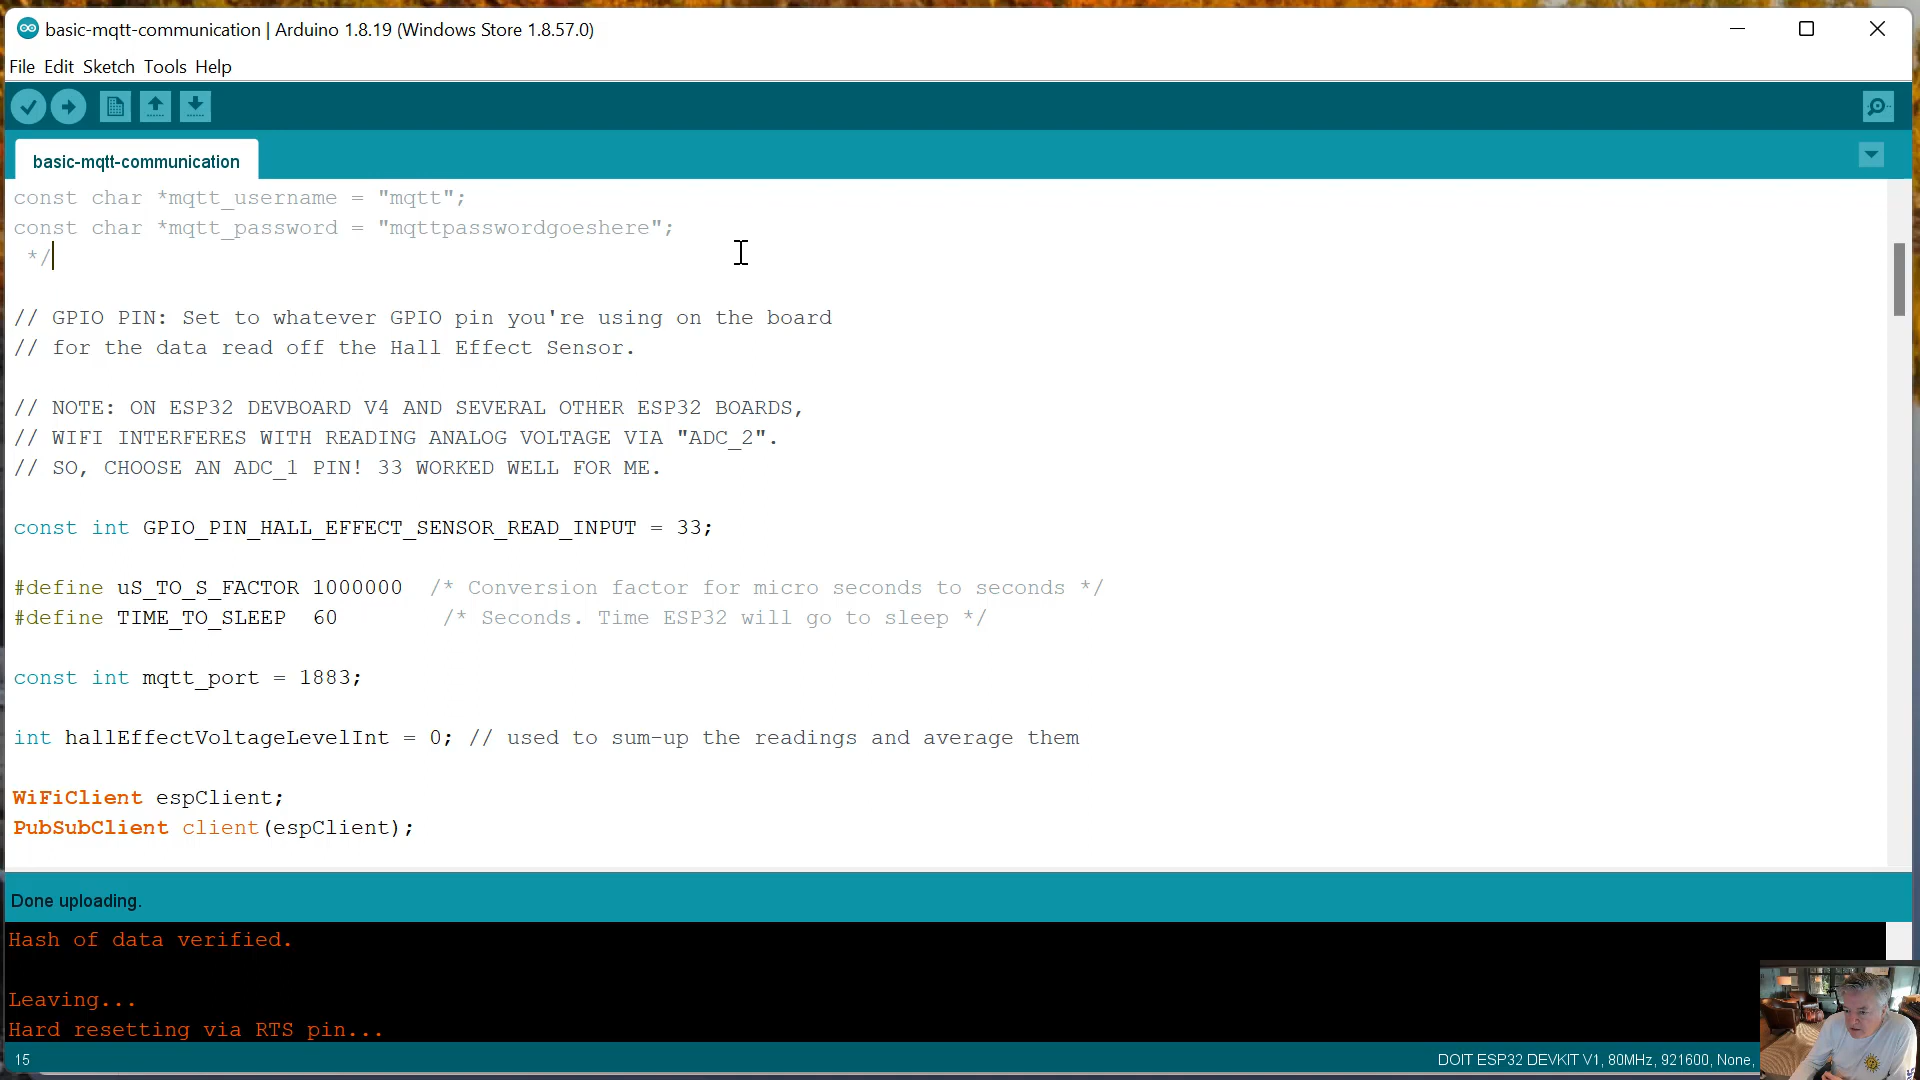 basic-mqtt-communication | Arduino 1.8.19 (Windows Store 1.8.57.0)
File Edit Sketch Tools Help
basic-mqtt-communication
const char *mqtt_username = "mqtt";
const char *mqtt_password = "mqttpasswordgoeshere";
*/
// GPIO PIN: Set to whatever GPIO pin you're using on the board
// for the data read off the Hall Effect Sensor.
// NOTE: ON ESP32 DEVBOARD V4 AND SEVERAL OTHER ESP32 BOARDS,
// WIFI INTERFERES WITH READING ANALOG VOLTAGE VIA "ADC_2".
// SO, CHOOSE AN ADC_1 PIN! 33 WORKED WELL FOR ME.
const int GPIO_PIN_HALL_EFFECT_SENSOR_READ_INPUT = 33;
#define uS_TO_S_FACTOR 1000000 /* Conversion factor for micro seconds to seconds */
#define TIME_TO_SLEEP 60 /* Seconds. Time ESP32 will go to sleep */
const int mqtt_port = 1883;
int hallEffectVoltageLevelInt = 0; // used to sum-up the readings and average them
WiFiClient espClient;
PubSubClient client(espClient);
Done uploading.
Hash of data verified.
Leaving...
Hard resetting via RTS pin...
15 DOIT ESP32 DEVKIT V1, 80MHz, 921600, None,